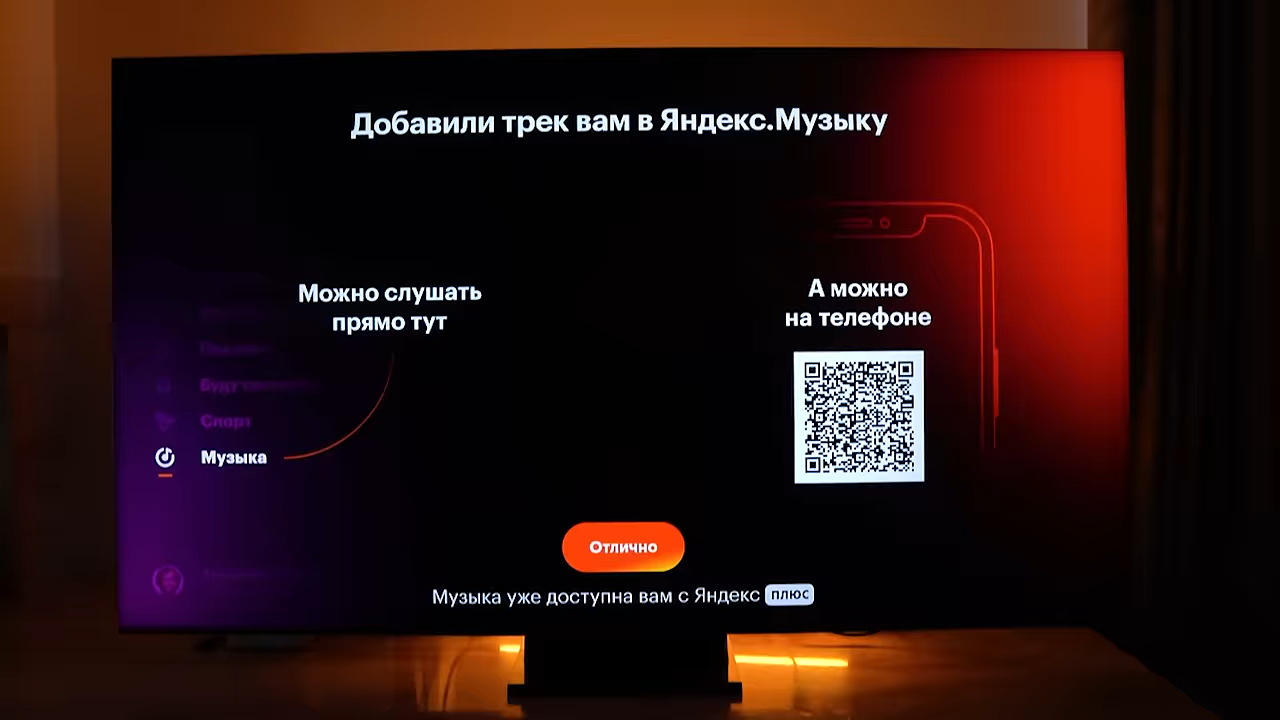 Добавили трек вам в Яндекс.Музыку
Можно слушать
прямо тут
А можно
на телефоне
Спорт
Музыка
Отлично
Музыка уже доступна вам с Яндекс плюс